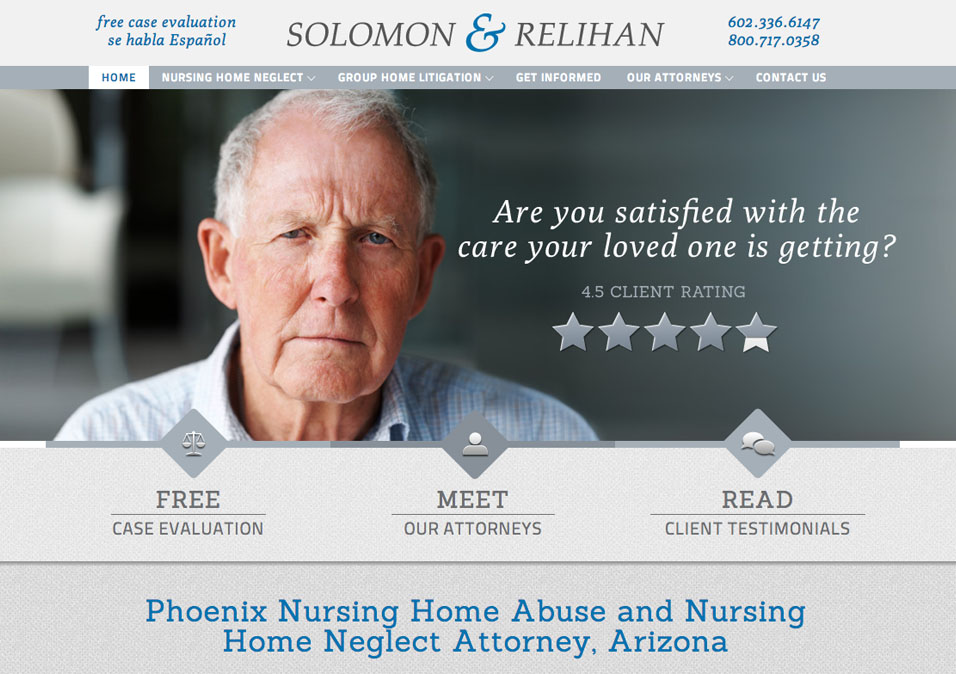 free case evaluation
se habla Español
SOLOMON & RELIHAN
602.336.6147
800.717.0358
HOME NURSING HOME NEGLECT GROUP HOME LITIGATION GET INFORMED OUR ATTORNEYS CONTACT US
Are you satisfied with the
care your loved one is getting?
4.5 CLIENT RATING
FREE
CASE EVALUATION
MEET
OUR ATTORNEYS
READ
CLIENT TESTIMONIALS
Phoenix Nursing Home Abuse and Nursing
Home Neglect Attorney, Arizona